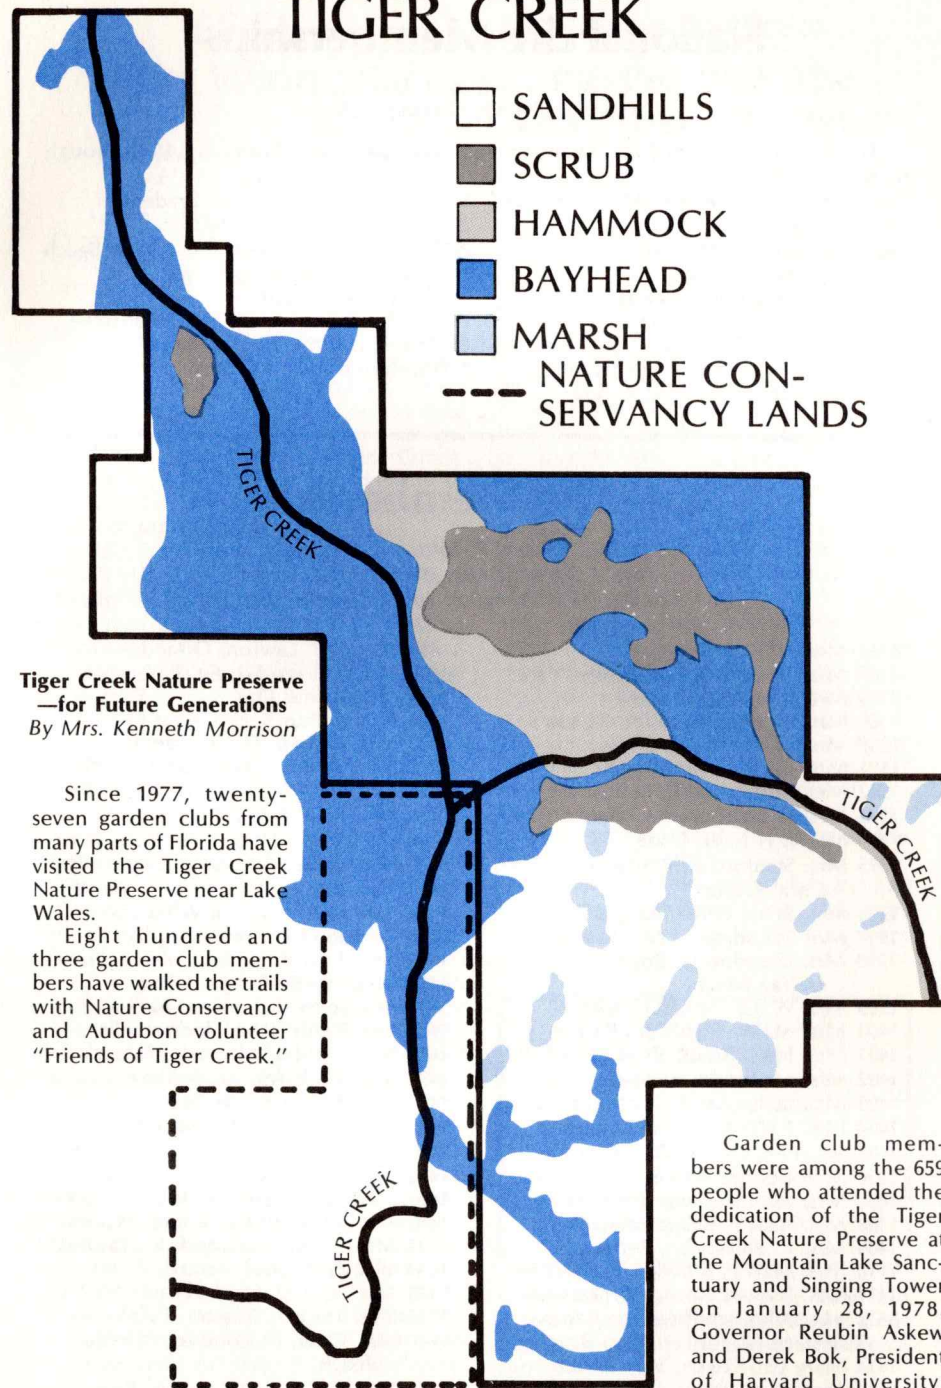 TIGER CREEK
SANDHILLS
SCRUB
HAMMOCK
BAYHEAD
MARSH
NATURE CON-
SERVANCY LANDS
TIGER CREEK
Tiger Creek Nature Preserve
—for Future Generations
By Mrs. Kenneth Morrison
Since 1977, twenty-
seven garden clubs from
many parts of Florida have
visited the Tiger Creek
Nature Preserve near Lake
Wales.
Eight hundred and
three garden club mem-
bers have walked the trails
with Nature Conservancy
and Audubon volunteer
"Friends of Tiger Creek."
TIGER CREEK
TIGER CREEK
Garden club mem-
bers were among the 659
people who attended the
dedication of the Tiger
Creek Nature Preserve at
the Mountain Lake Sanc-
tuary and Singing Tower
on January 28, 1978.
Governor Reubin Askew
and Derek Bok, President
of Harvard University,